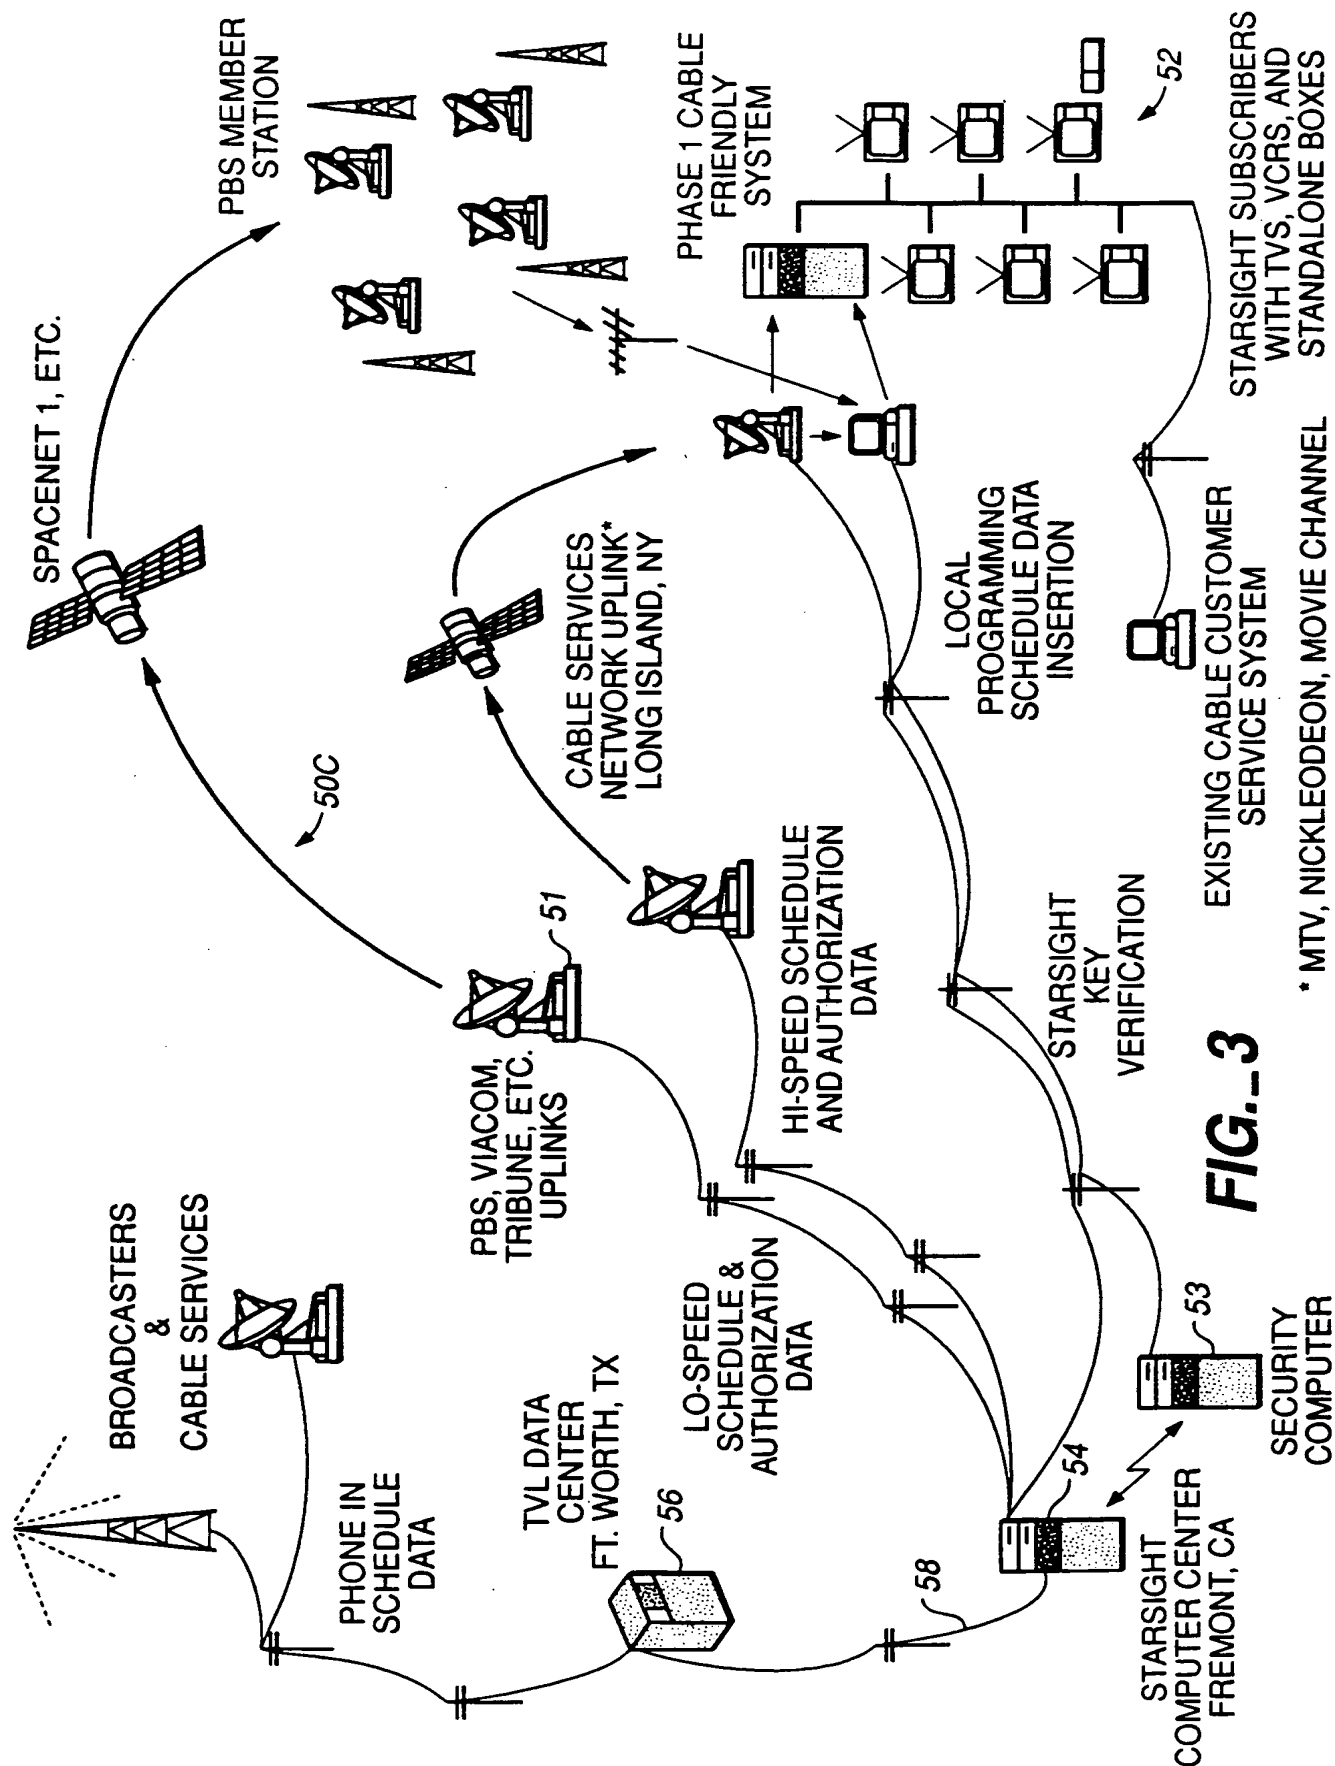 BROADCASTERS
&
CABLE SERVICES
PHONE IN
SCHEDULE
DATA
TVL DATA
CENTER
FT. WORTH, TX
56
58
STARSIGHT
COMPUTER CENTER
FREMONT, CA
54
SECURITY
COMPUTER
53
LO-SPEED
SCHEDULE &
AUTHORIZATION
DATA
PBS, VIACOM,
TRIBUNE, ETC.
UPLINKS
51
HI-SPEED SCHEDULE
AND AUTHORIZATION
DATA
STARSIGHT
KEY
VERIFICATION
50C
SPACENET 1, ETC.
CABLE SERVICES
NETWORK UPLINK*
LONG ISLAND, NY
PBS MEMBER
STATION
PHASE 1 CABLE
FRIENDLY
SYSTEM
LOCAL
PROGRAMMING
SCHEDULE DATA
INSERTION
EXISTING CABLE CUSTOMER
SERVICE SYSTEM
52
STARSIGHT SUBSCRIBERS
WITH TVS, VCRS, AND
STANDALONE BOXES
* MTV, NICKLEODEON, MOVIE CHANNEL
FIG._3